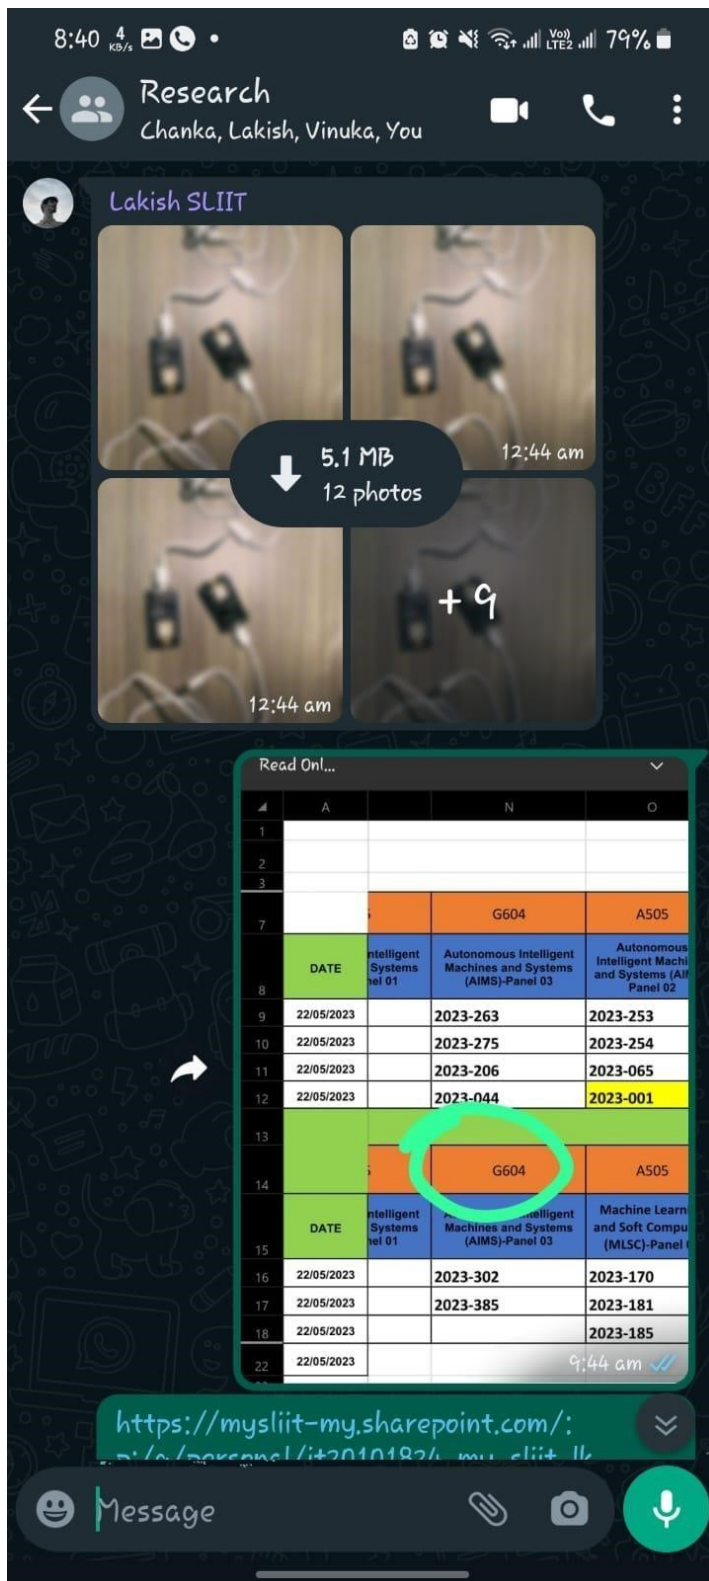 8:40 4 KB/s Vo)) LTE2 79%
Research
Chanka, Lakish, Vinuka, You
Lakish SLIIT
12:44 am
5.1 MB
12 photos
+ 9
12:44 am
Read Onl...
A N O
1
2
3
7 G604 A505
8 DATE ntelligent Systems nel 01 Autonomous Intelligent Machines and Systems (AIMS)-Panel 03 Autonomous Intelligent Machi and Systems (AIM Panel 02
9 22/05/2023 2023-263 2023-253
10 22/05/2023 2023-275 2023-254
11 22/05/2023 2023-206 2023-065
12 22/05/2023 2023-044 2023-001
13
14 G604 A505
15 DATE ntelligent Systems nel 01 Machines and Systems (AIMS)-Panel 03 Machine Learn and Soft Compu (MLSC)-Panel
16 22/05/2023 2023-302 2023-170
17 22/05/2023 2023-385 2023-181
18 22/05/2023 2023-185
22 22/05/2023
9:44 am
https://mysliit-my.sharepoint.com/:
Message